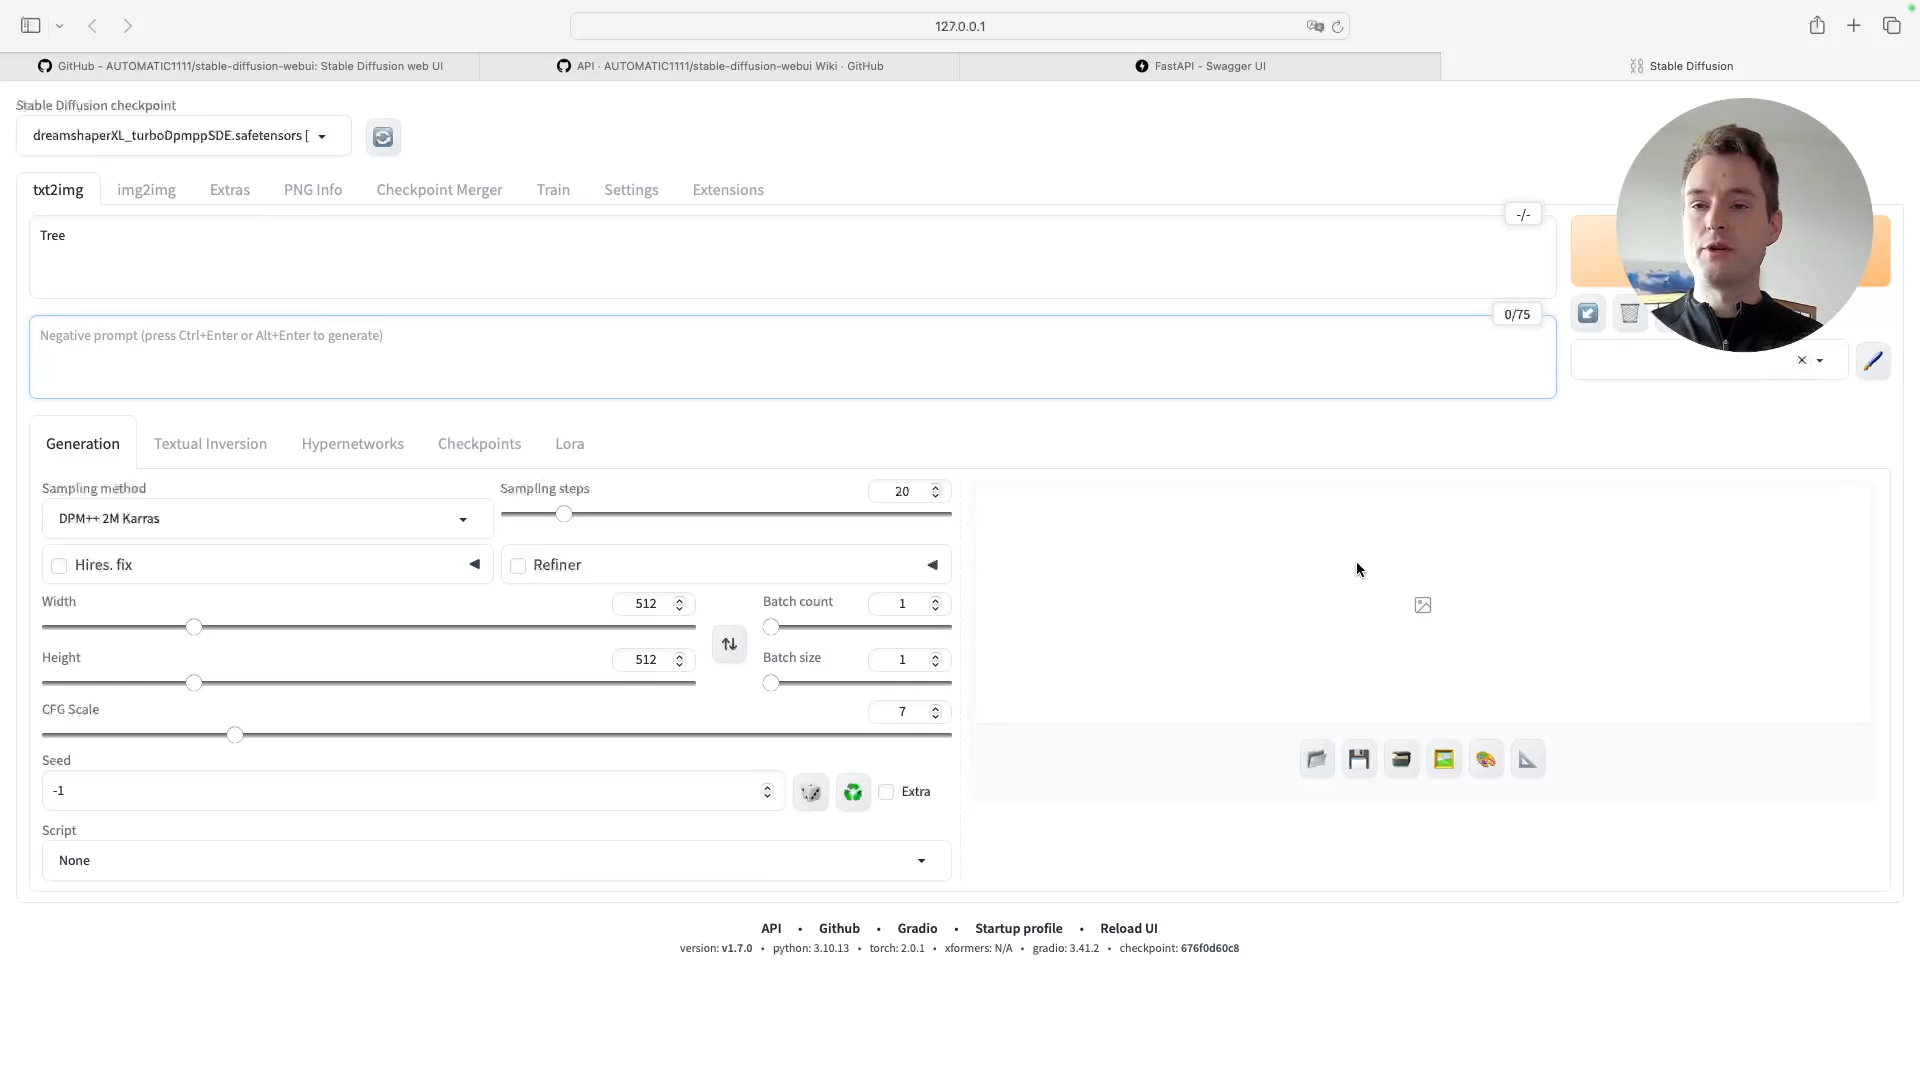 127.0.0.1
GitHub - AUTOMATIC1111/stable-diffusion-webui: Stable Diffusion web UI
API · AUTOMATIC1111/stable-diffusion-webui Wiki · GitHub
FastAPI - Swagger UI
Stable Diffusion
Stable Diffusion checkpoint
dreamshaperXL_turboDpmppSDE.safetensors [
txt2img
img2img
Extras
PNG Info
Checkpoint Merger
Train
Settings
Extensions
-/-
Tree
0/75
Negative prompt (press Ctrl+Enter or Alt+Enter to generate)
Generation
Textual Inversion
Hypernetworks
Checkpoints
Lora
Sampling method
DPM++ 2M Karras
Sampling steps
20
Hires. fix
Refiner
Width
512
Batch count
1
Height
512
Batch size
1
CFG Scale
7
Seed
-1
Extra
Script
None
API • Github • Gradio • Startup profile • Reload UI
version: v1.7.0 • python: 3.10.13 • torch: 2.0.1 • xformers: N/A • gradio: 3.41.2 • checkpoint: 676f0d60c8